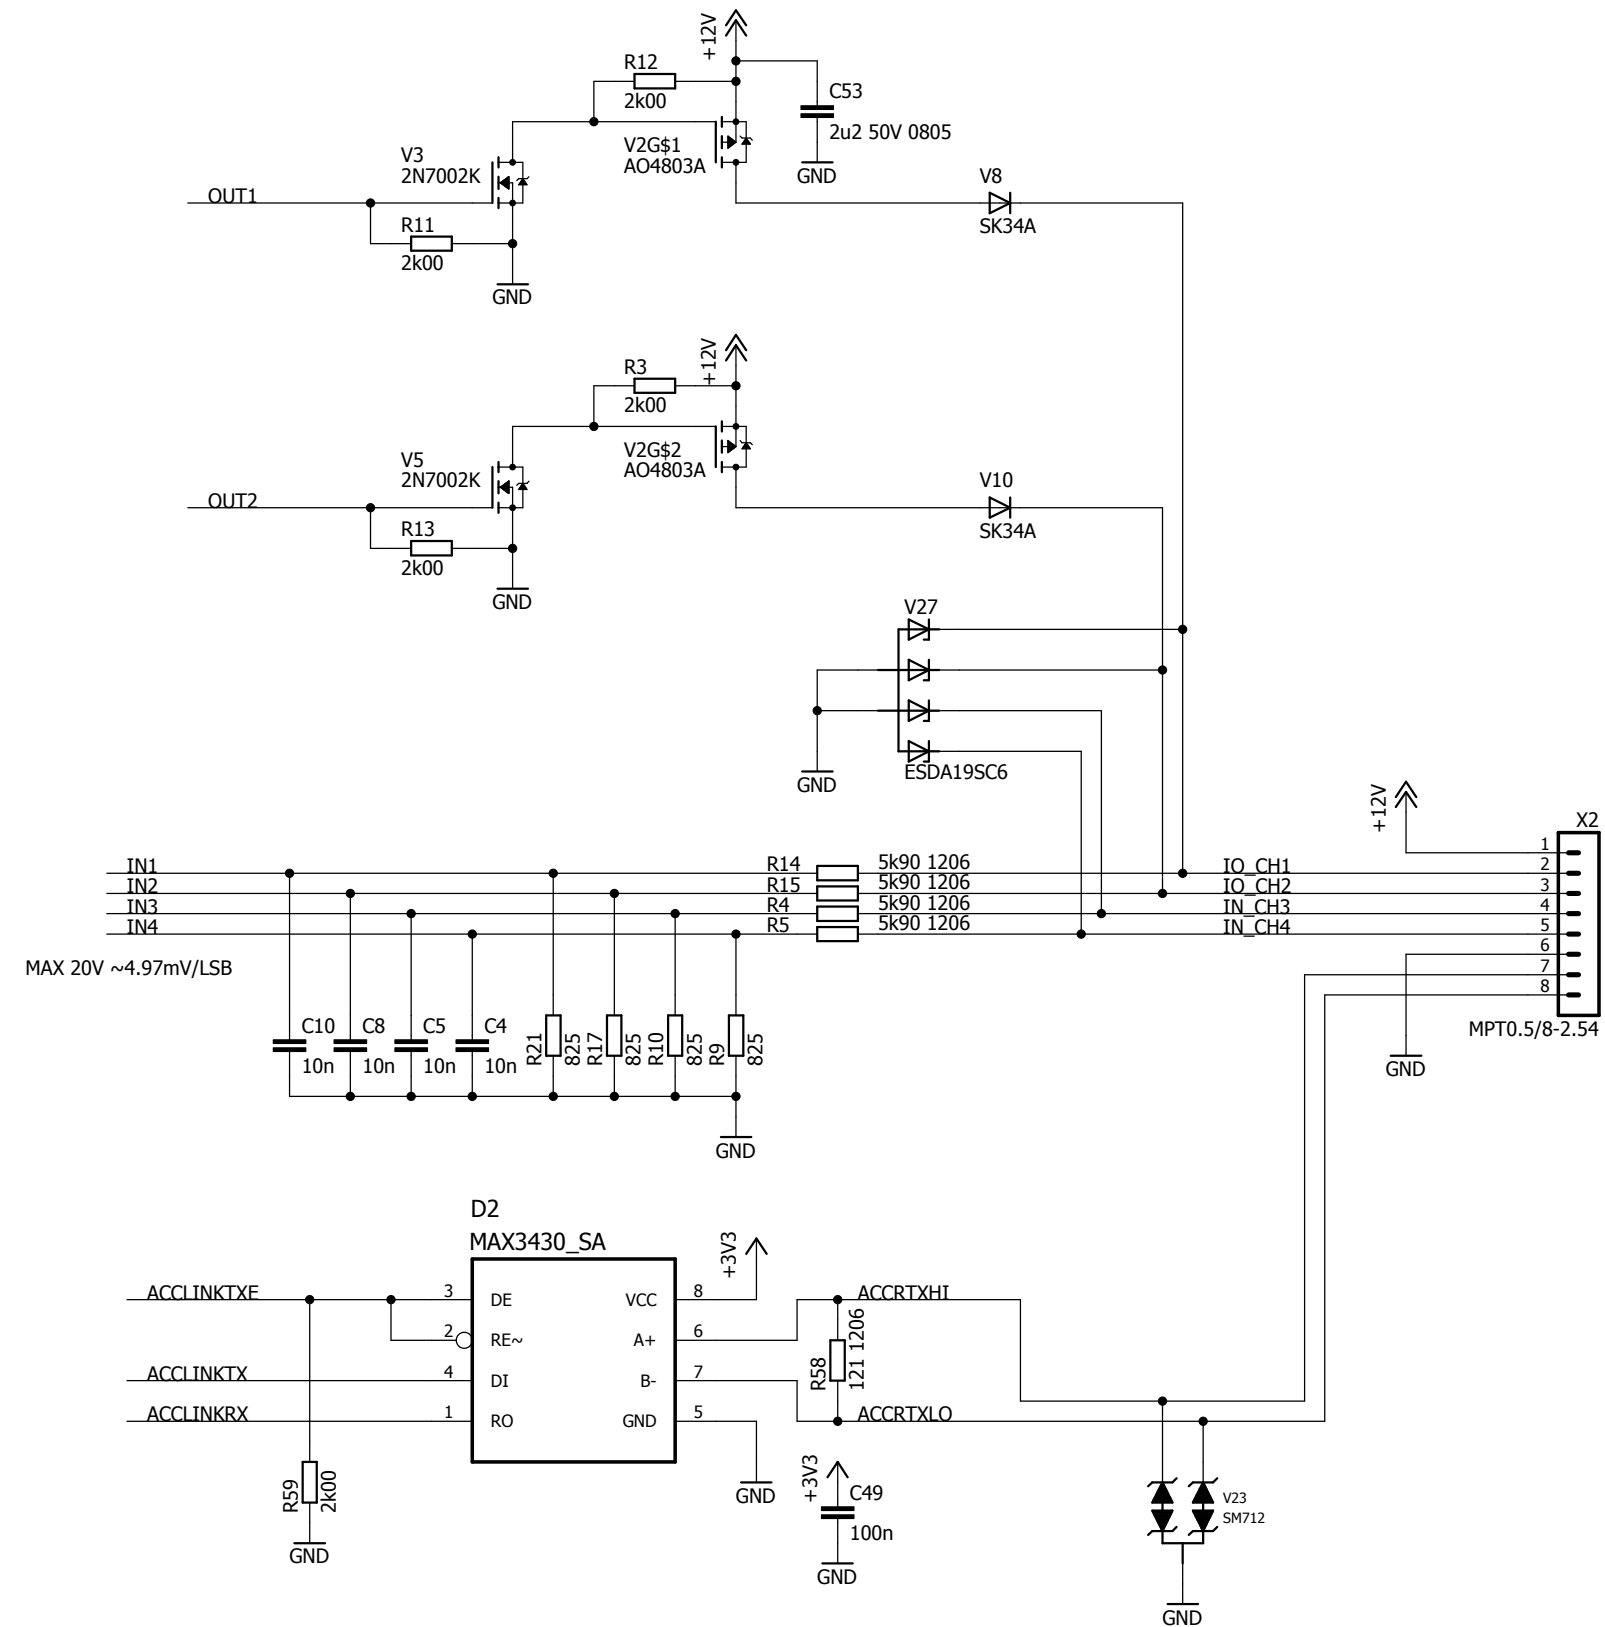 +12V
R12
2k00
C53
2u2 50V 0805
GND
V2G$1
AO4803A
V3
2N7002K
OUT1
R11
2k00
GND
V8
SK34A
+12V
R3
2k00
V2G$2
AO4803A
V5
2N7002K
OUT2
R13
2k00
GND
V10
SK34A
V27
ESDA19SC6
GND
+12V
X2
1
2
3
4
5
6
7
8
MPT0.5/8-2.54
GND
IN1
IN2
IN3
IN4
R14
R15
R4
R5
5k90 1206
5k90 1206
5k90 1206
5k90 1206
IO_CH1
IO_CH2
IN_CH3
IN_CH4
MAX 20V ~4.97mV/LSB
C10
10n
C8
10n
C5
10n
C4
10n
R21
825
R17
825
R10
825
R9
825
GND
D2
MAX3430_SA
+3V3
ACCLINKTXE
3
DE
VCC
8
ACCRTXHI
2
RE~
A+
6
R58
121 1206
ACCLINKTX
4
DI
B-
7
ACCLINKRX
1
RO
GND
5
ACCRTXLO
R59
2k00
GND
GND
+3V3
C49
100n
GND
V23
SM712
GND